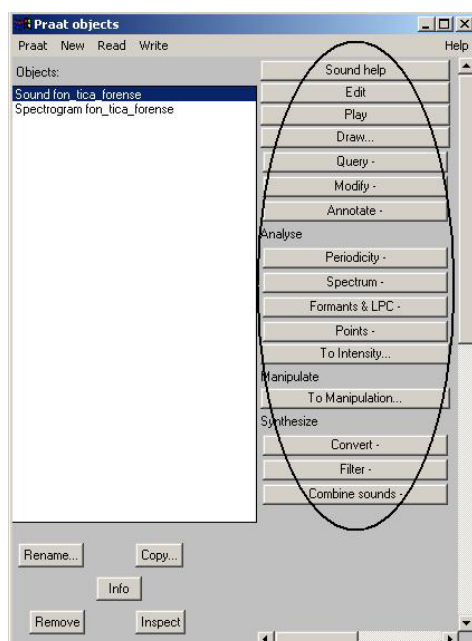 Praat objects
Praat New Read Write Help
Objects:
Sound fon_tica_forense
Spectrogram fon_tica_forense
Sound help
Edit
Play
Draw...
Query -
Modify -
Annotate -
Analyse
Periodicity -
Spectrum -
Formants & LPC -
Points -
To Intensity...
Manipulate
To Manipulation...
Synthesize
Convert -
Filter -
Combine sounds -
Rename... Copy...
Info
Remove Inspect